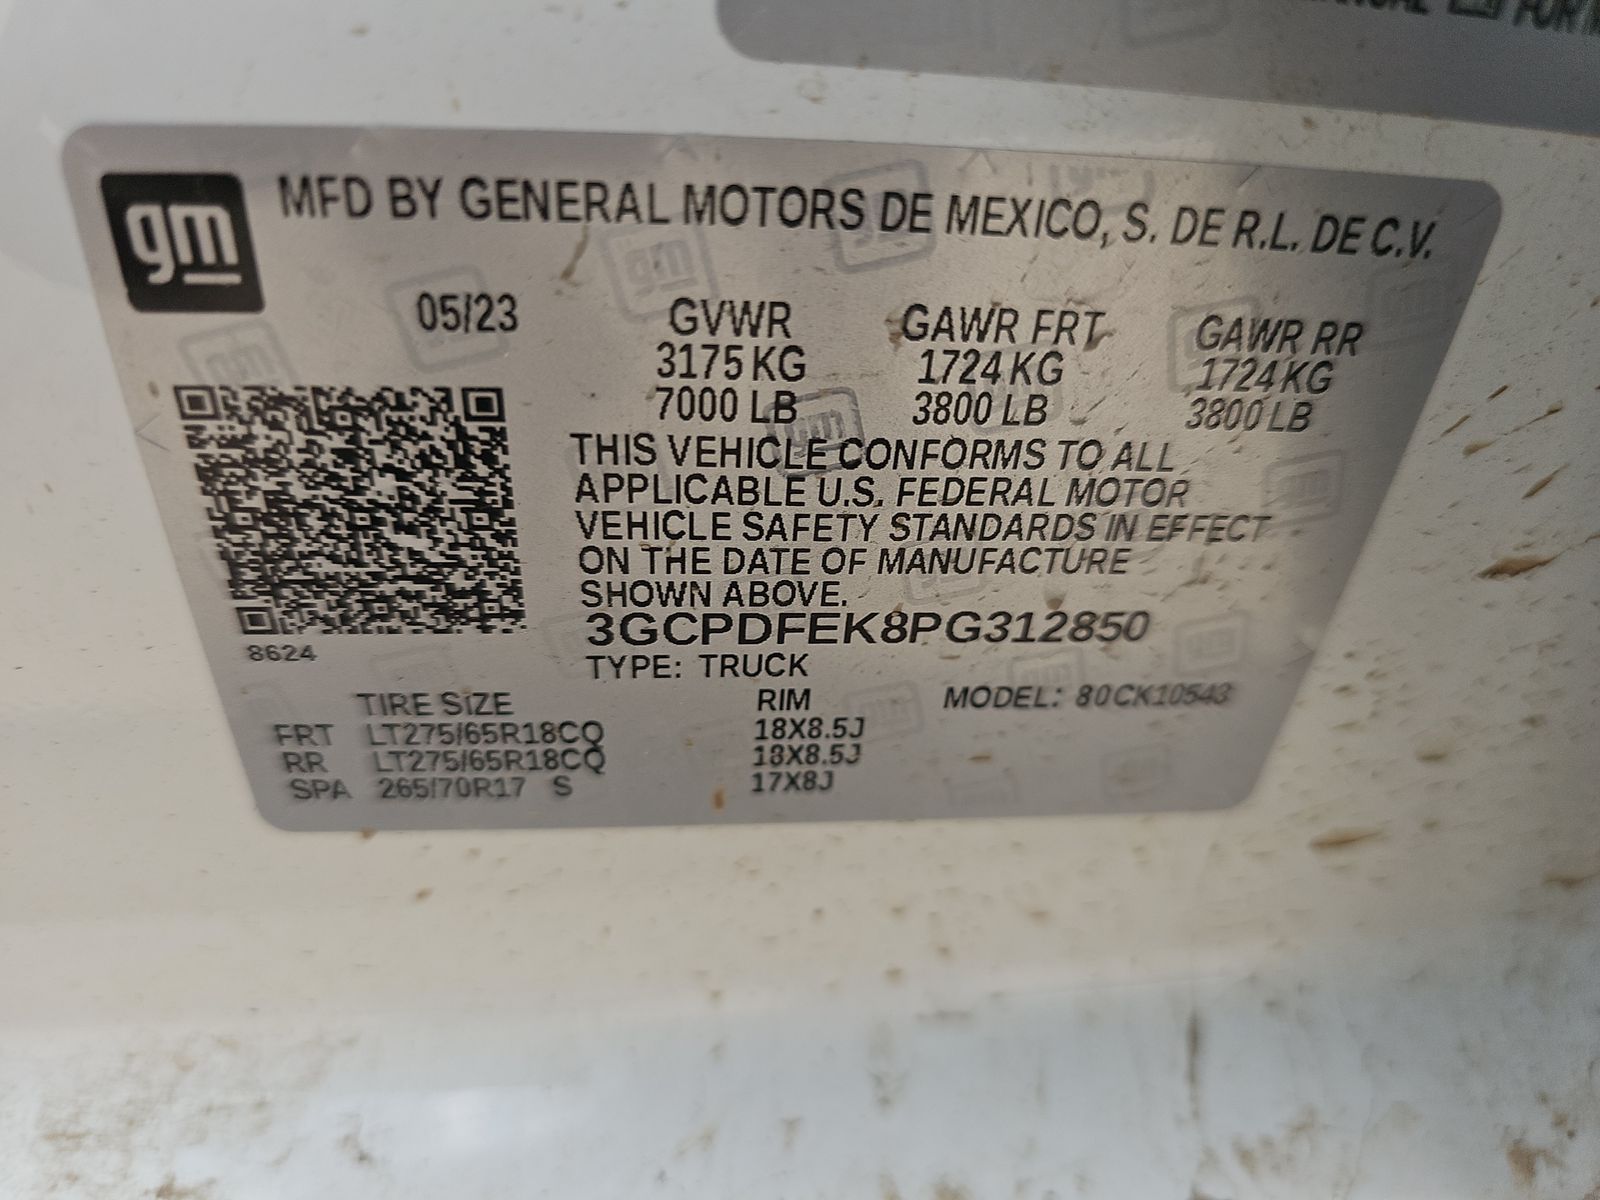 FOR
gm
MFD BY GENERAL MOTORS DE MEXICO, S. DE R.L. DE C.V.
05/23 GVWR GAWR FRT GAWR RR
3175 KG 1724 KG 1724 KG
7000 LB 3800 LB 3800 LB
THIS VEHICLE CONFORMS TO ALL
APPLICABLE U.S. FEDERAL MOTOR
VEHICLE SAFETY STANDARDS IN EFFECT
ON THE DATE OF MANUFACTURE
SHOWN ABOVE.
3GCPDFEK8PG312850
8624
TYPE: TRUCK
TIRE SIZE RIM MODEL: 80CK10543
FRT LT275/65R18CQ 18X8.5J
RR LT275/65R18CQ 18X8.5J
SPA 265/70R17 S 17X8J